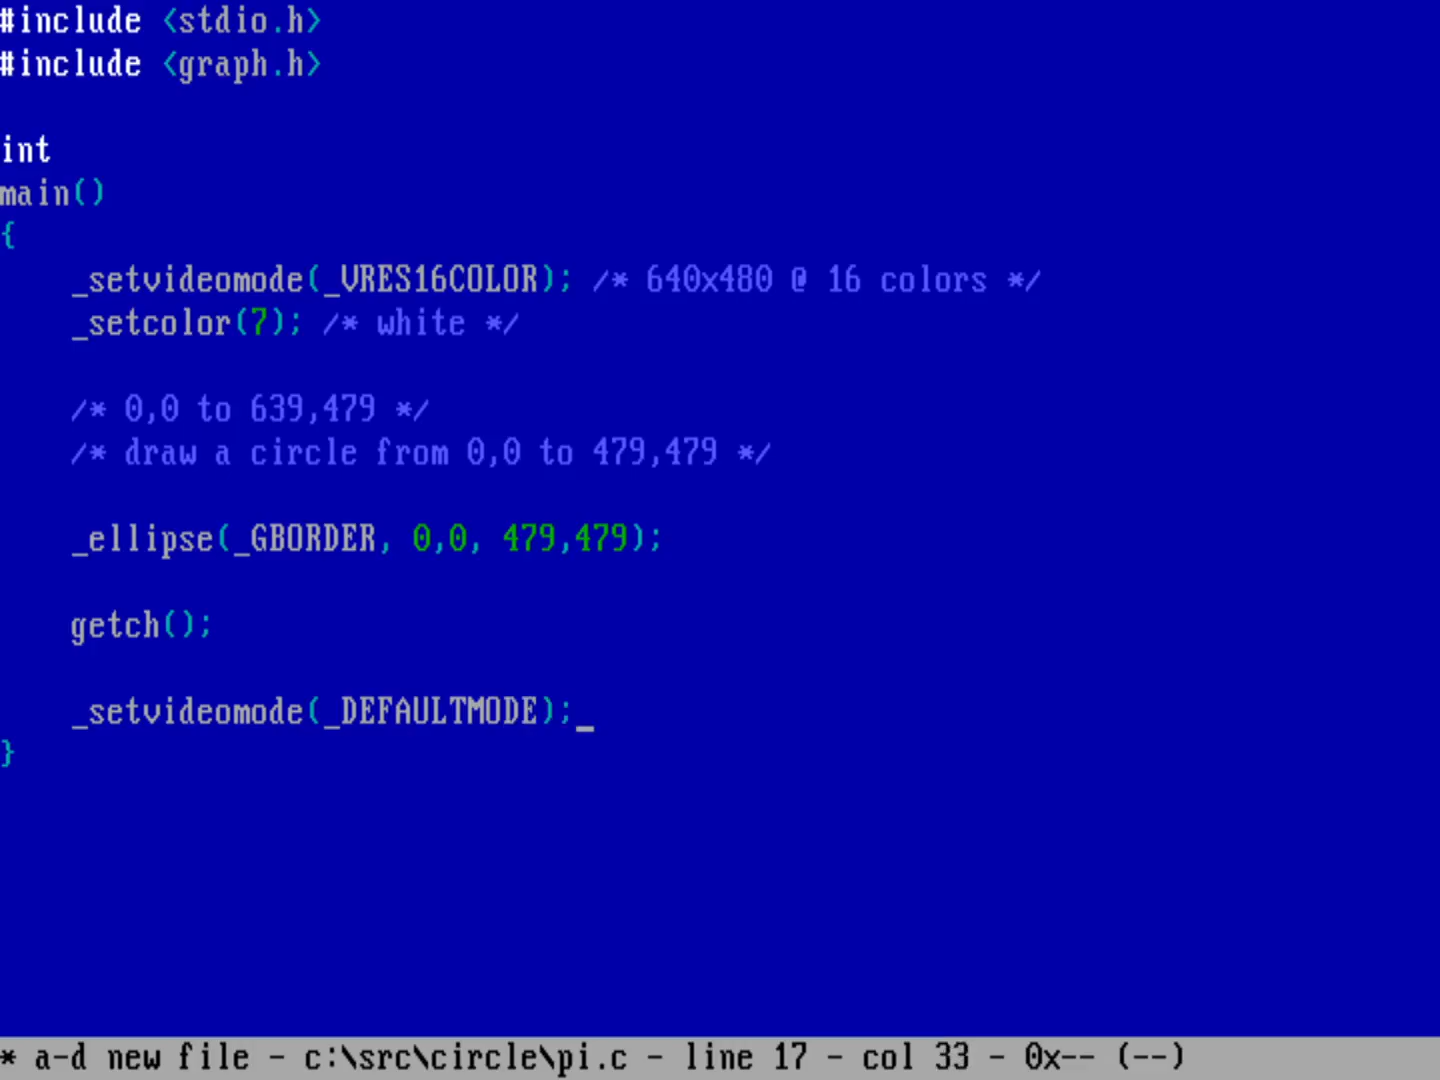 #include <stdio.h>
#include <graph.h>
int
main()
{
_setvideomode(_VRES16COLOR); /* 640x480 @ 16 colors */
_setcolor(7); /* white */
/* 0,0 to 639,479 */
/* draw a circle from 0,0 to 479,479 */
_ellipse(_GBORDER, 0,0, 479,479);
getch();
_setvideomode(_DEFAULTMODE);_
}
* a-d new file - c:\src\circle\pi.c - line 17 - col 33 - 0x-- (--)